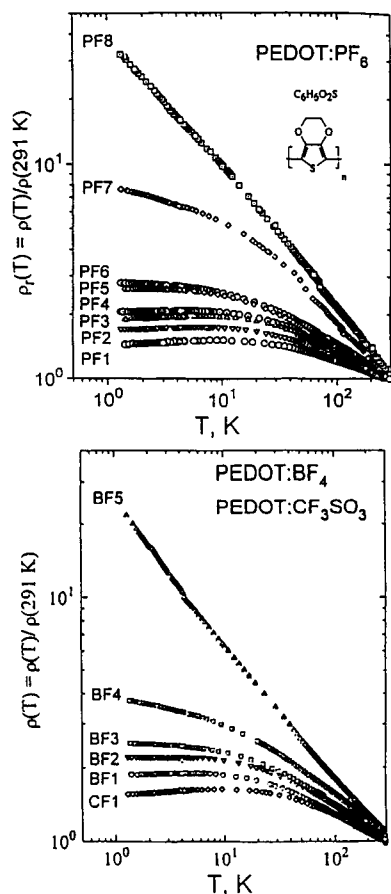 PF8
PEDOT:PF₆
C₆H₅O₂S
O O
S
n
10¹
PF7
PF6
PF5
PF4
PF3
PF2
PF1
10⁰
10⁰ 10¹ 10²
T, K
ρᵣ(T) = ρ(T)/ρ(291 K)
PEDOT:BF₄
PEDOT:CF₃SO₃
BF5
10¹
BF4
BF3
BF2
BF1
CF1
10⁰
10⁰ 10¹ 10²
T, K
ρ(T) = ρ(T)/ρ(291 K)